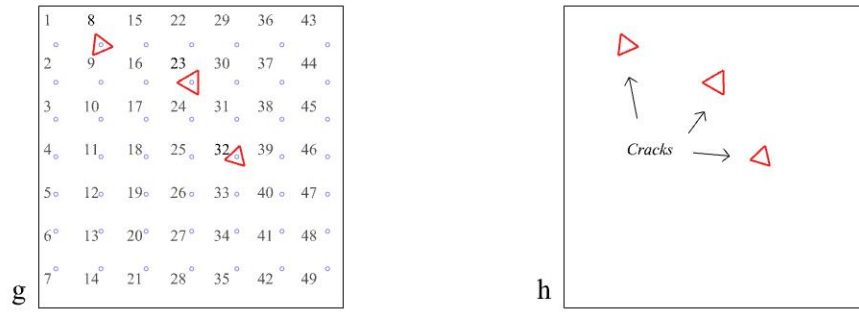 1 8 15 22 29 36 43
2 9 16 23 30 37 44
3 10 17 24 31 38 45
4 11 18 25 32 39 46
Cracks
5 12 19 26 33 40 47
6 13 20 27 34 41 48
7 14 21 28 35 42 49
g
h